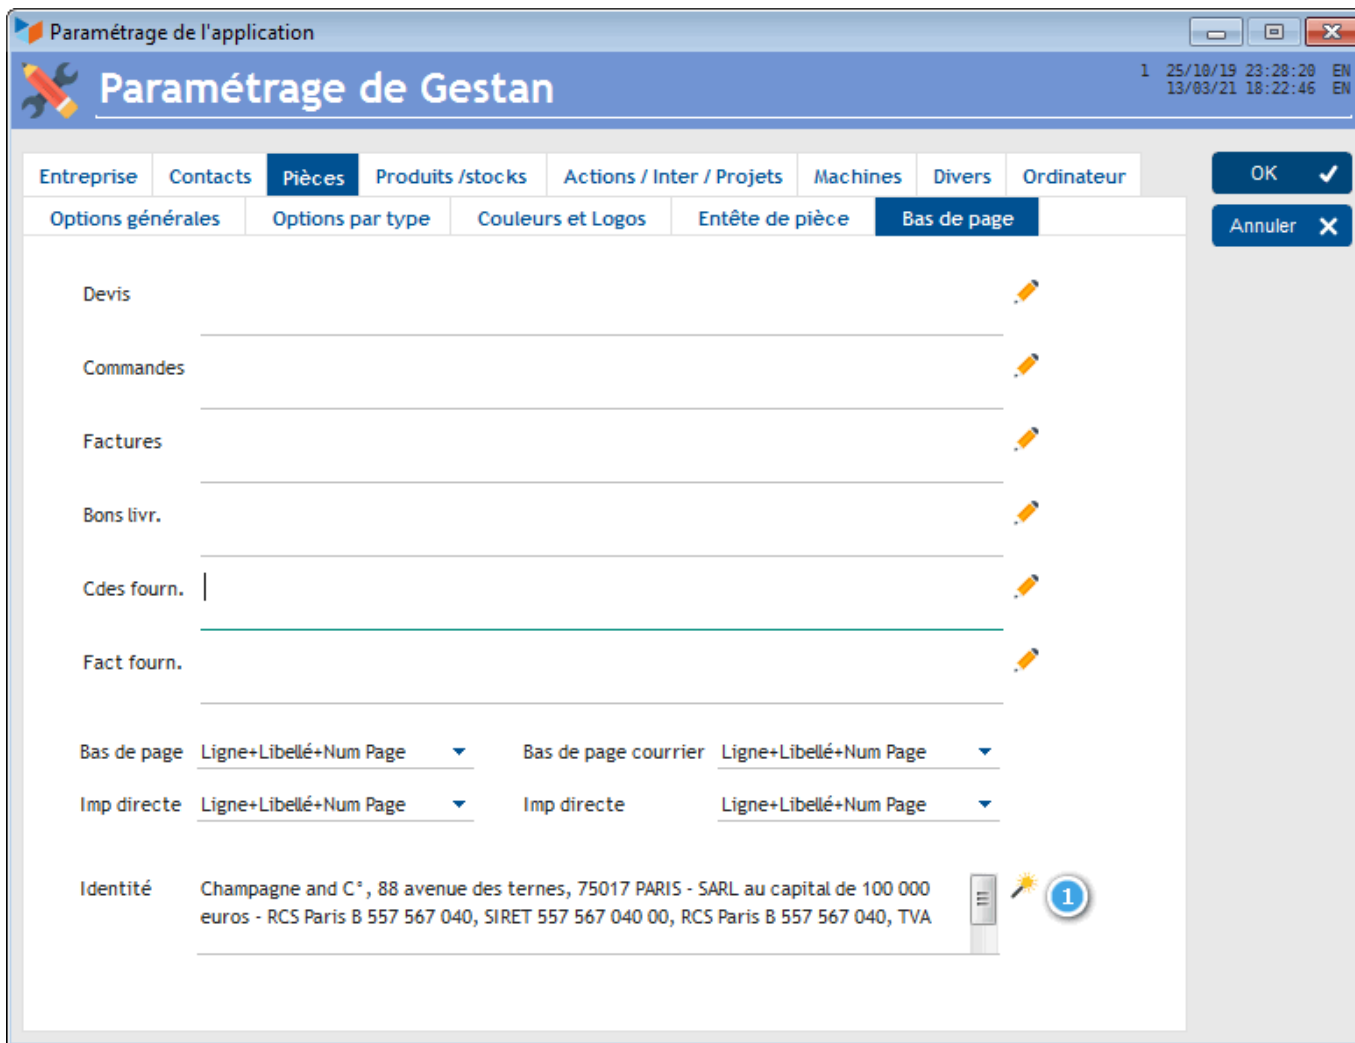 Paramétrage de l'application
Paramétrage de Gestan
1 25/10/19 23:28:20 EN
13/03/21 18:22:46 EN
Entreprise Contacts Pièces Produits /stocks Actions / Inter / Projets Machines Divers Ordinateur
OK
Options générales Options par type Couleurs et Logos Entête de pièce Bas de page
Annuler
Devis
Commandes
Factures
Bons livr.
Cdes fourn.
Fact fourn.
Bas de page Ligne+Libellé+Num Page Bas de page courrier Ligne+Libellé+Num Page
Imp directe Ligne+Libellé+Num Page Imp directe Ligne+Libellé+Num Page
Identité Champagne and C°, 88 avenue des ternes, 75017 PARIS - SARL au capital de 100 000
euros - RCS Paris B 557 567 040, SIRET 557 567 040 00, RCS Paris B 557 567 040, TVA
1